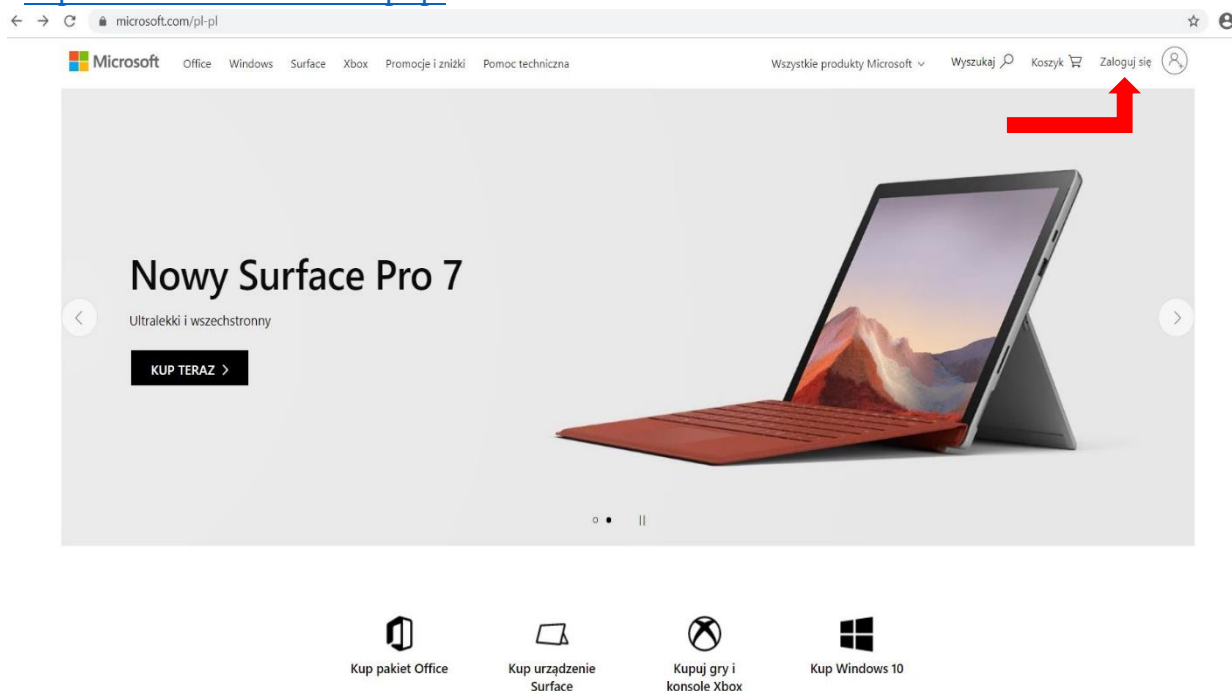 microsoft.com/pl-pl
Microsoft Office Windows Surface Xbox Promocje i zniżki Pomoc techniczna Wszystkie produkty Microsoft Wyszukaj Koszyk Zaloguj się
Nowy Surface Pro 7
Ultralekki i wszechstronny
KUP TERAZ >
Kup pakiet Office
Kup urządzenie
Surface
Kupuj gry i
konsole Xbox
Kup Windows 10